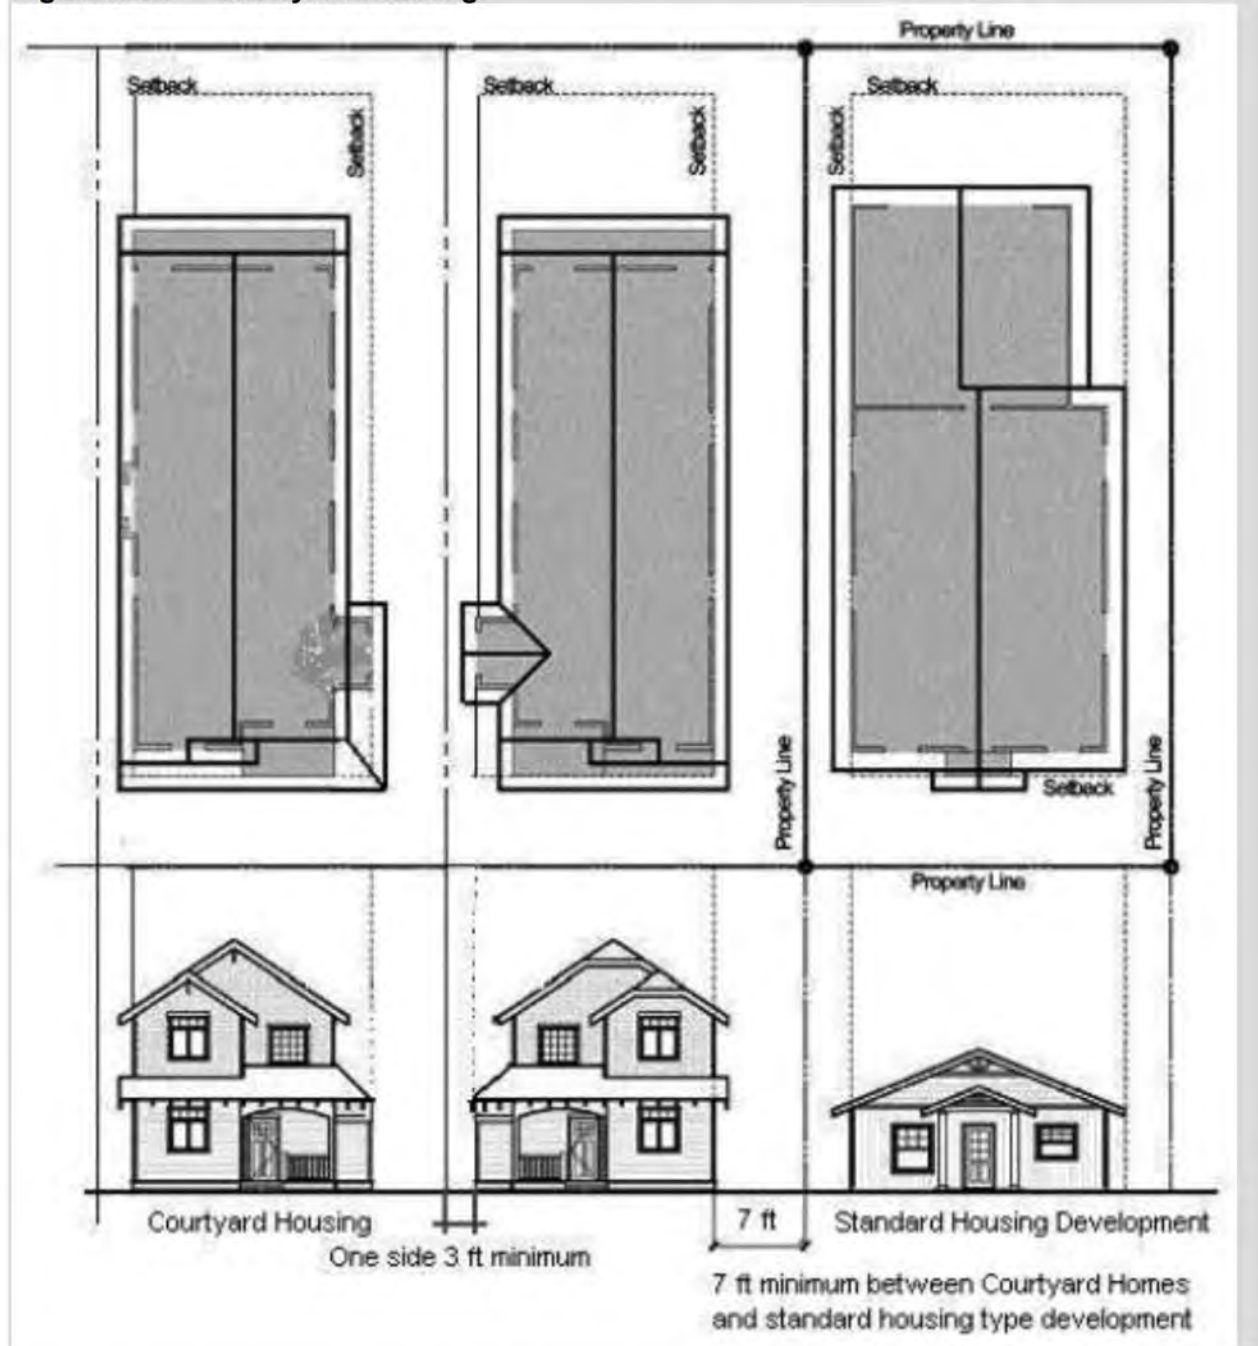 Property Line
Setback
Setback
Setback
Setback
Setback
Setback
Property Line
Property Line
Setback
Property Line
Courtyard Housing
7 ft
Standard Housing Development
One side 3 ft minimum
7 ft minimum between Courtyard Homes
and standard housing type development